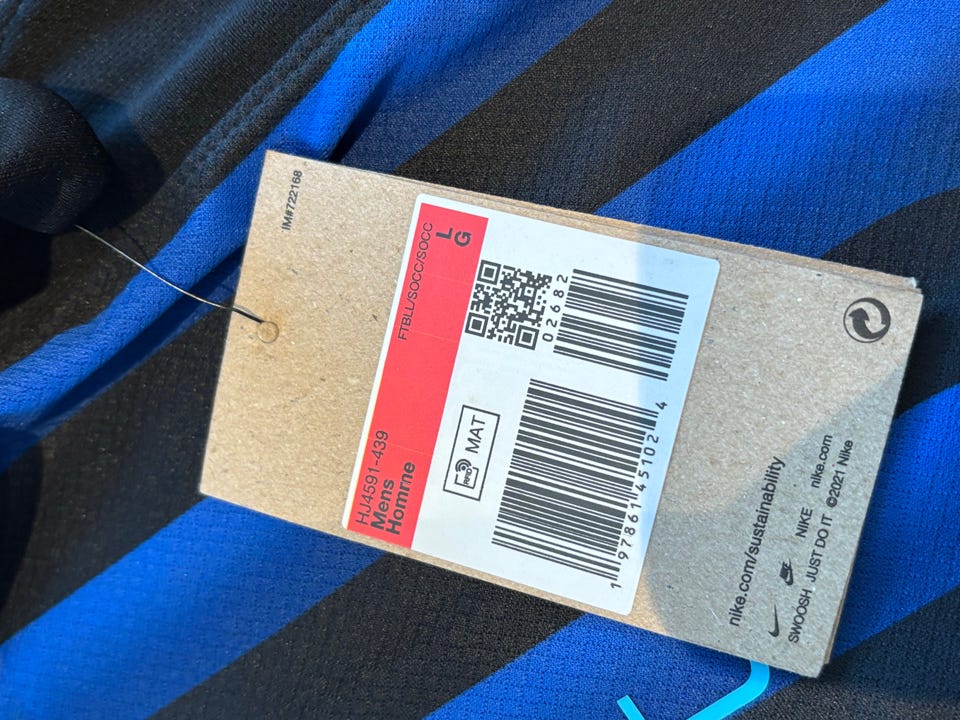 IM#722168
HJ4591-439 FTBLL/SOCC/SOCC
Mens L
Homme G
RFID MAT
02682
1 97861 45102 4
nike.com/sustainability
NIKE nike.com
SWOOSH JUST DO IT ©2021 Nike